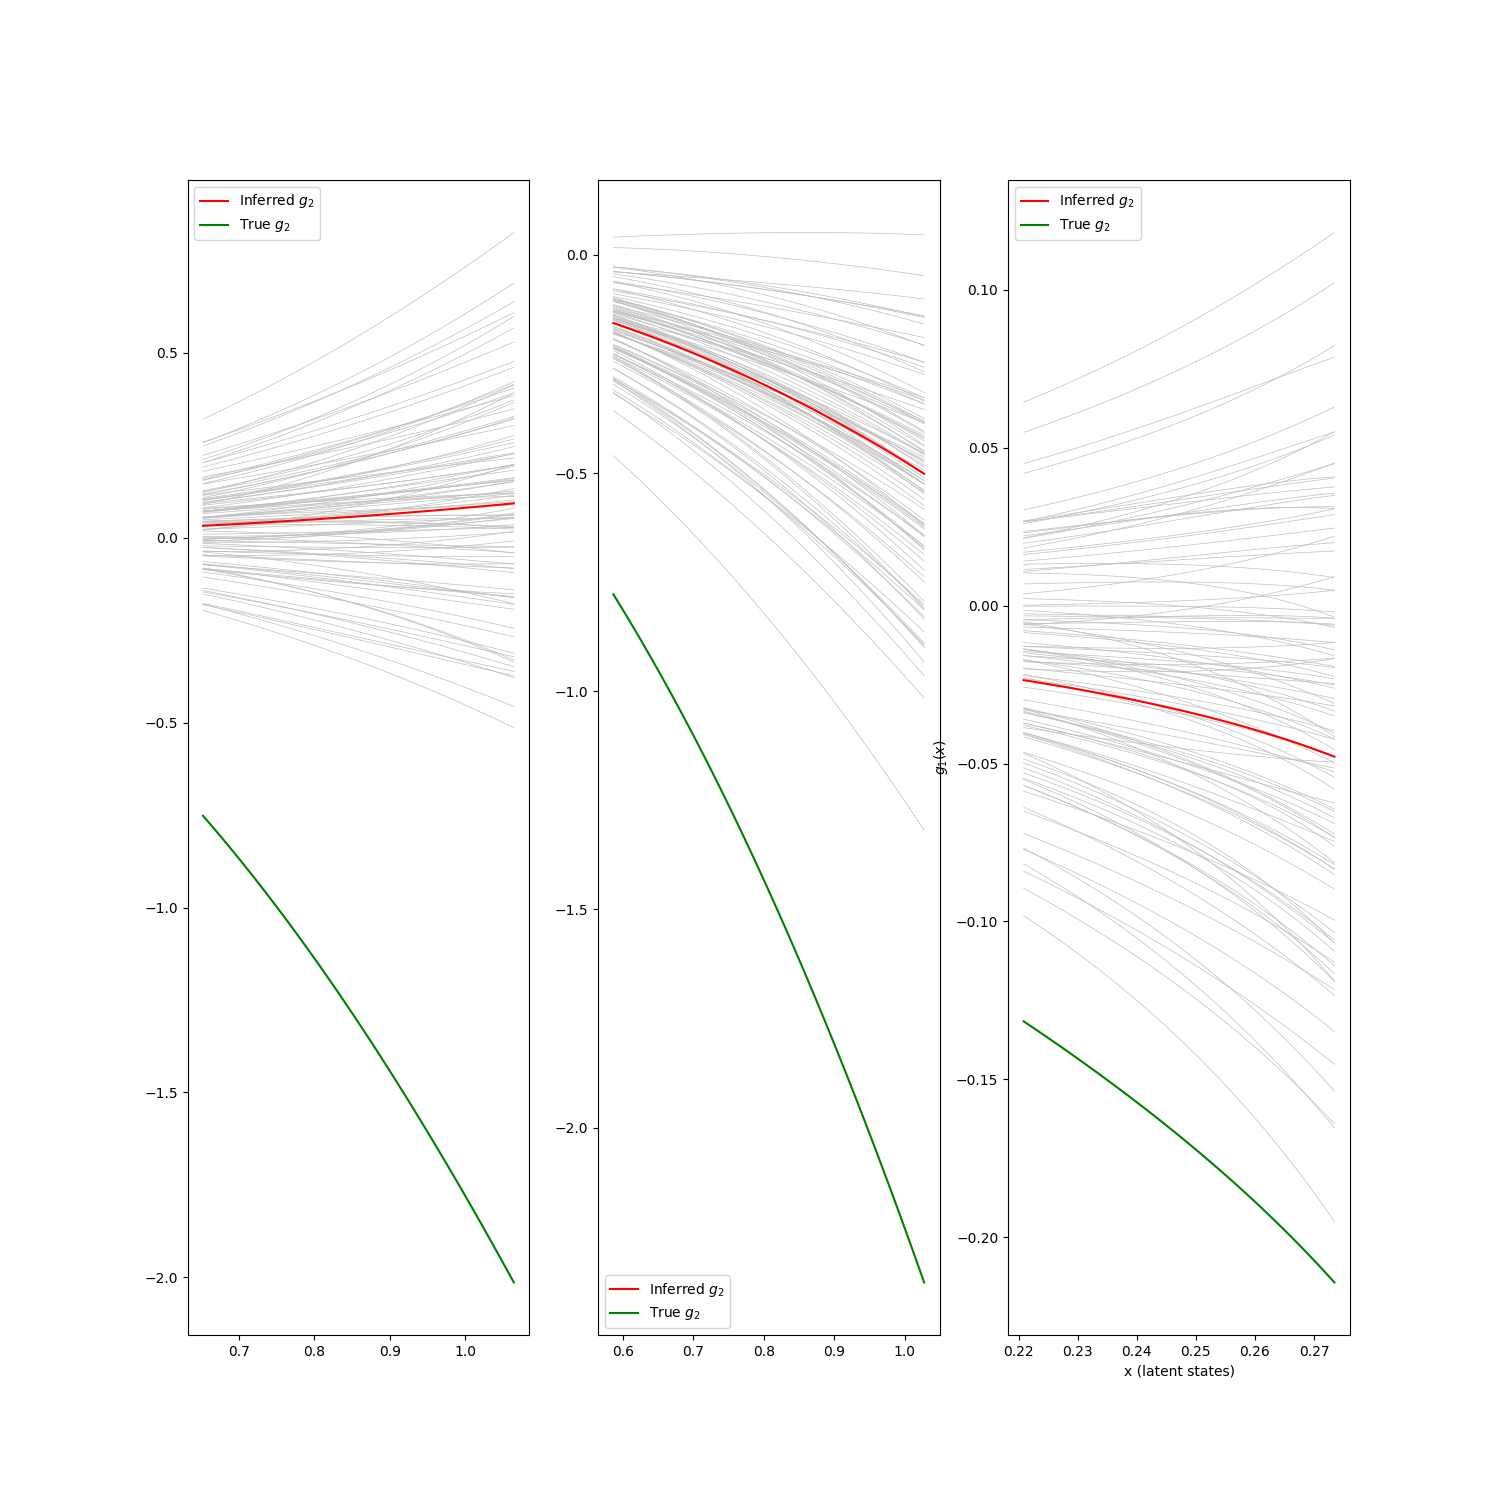 Inferred g₂
True g₂
0.5
0.0
−0.5
−1.0
−1.5
−2.0
0.7 0.8 0.9 1.0
0.0
−0.5
−1.0
−1.5
−2.0
Inferred g₂
True g₂
0.6 0.7 0.8 0.9 1.0
g₁(x)
Inferred g₂
True g₂
0.10
0.05
0.00
−0.05
−0.10
−0.15
−0.20
0.22 0.23 0.24 0.25 0.26 0.27
x (latent states)